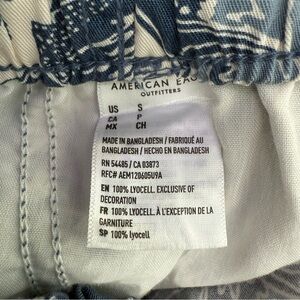 AMERICAN EAG
OUTFITTERS
US S
CA P
MX CH
MADE IN BANGLADESH / FABRIQUÉ AU
BANGLADESH / HECHO EN BANGLADESH
RN 54485 / CA 03873
RFC# AEM120605U9A
EN 100% LYOCELL. EXCLUSIVE OF
DECORATION
FR 100% LYOCELL. À L'EXCEPTION DE LA
GARNITURE
SP 100% lyocell